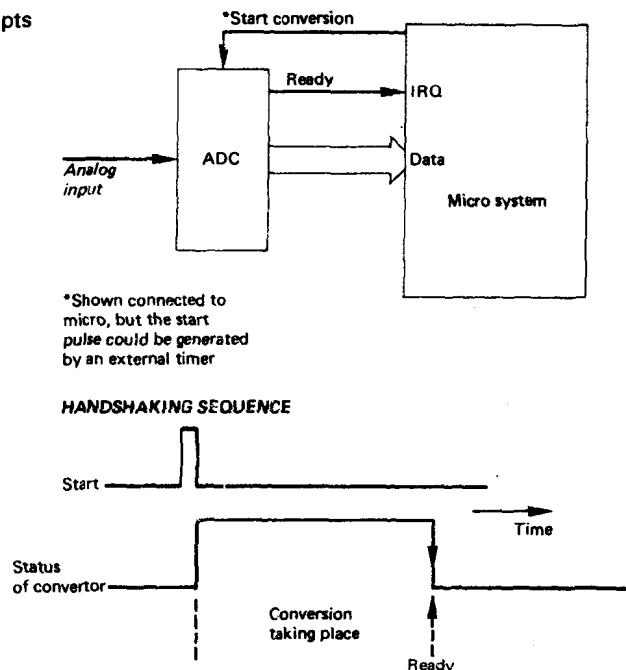 pts
*Start conversion
Ready
IRQ
ADC
Data
Analog
input
Micro system
*Shown connected to
micro, but the start
pulse could be generated
by an external timer
HANDSHAKING SEQUENCE
Start
Time
Status
of convertor
Conversion
taking place
Ready